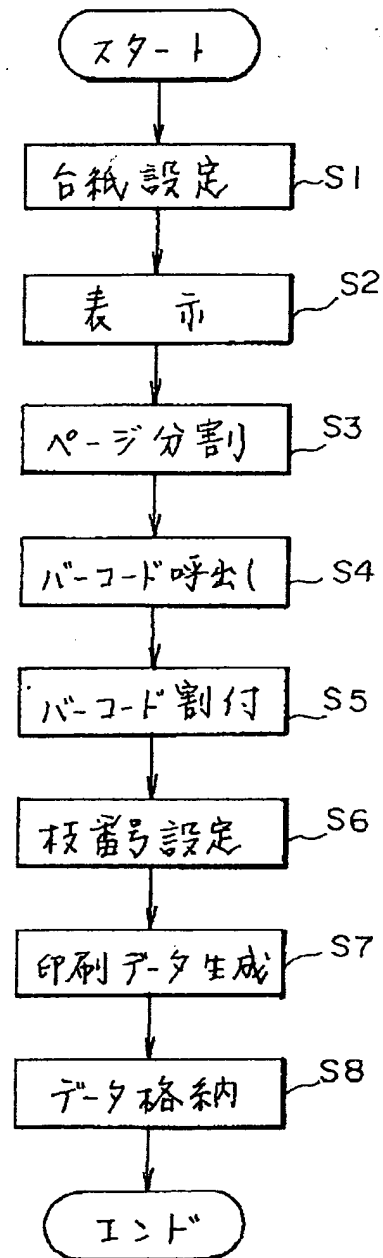 スタート
台紙設定 S1
表 示 S2
ページ分割 S3
バーコード呼出し S4
バーコード割付 S5
枝番号設定 S6
印刷データ生成 S7
データ格納 S8
エンド